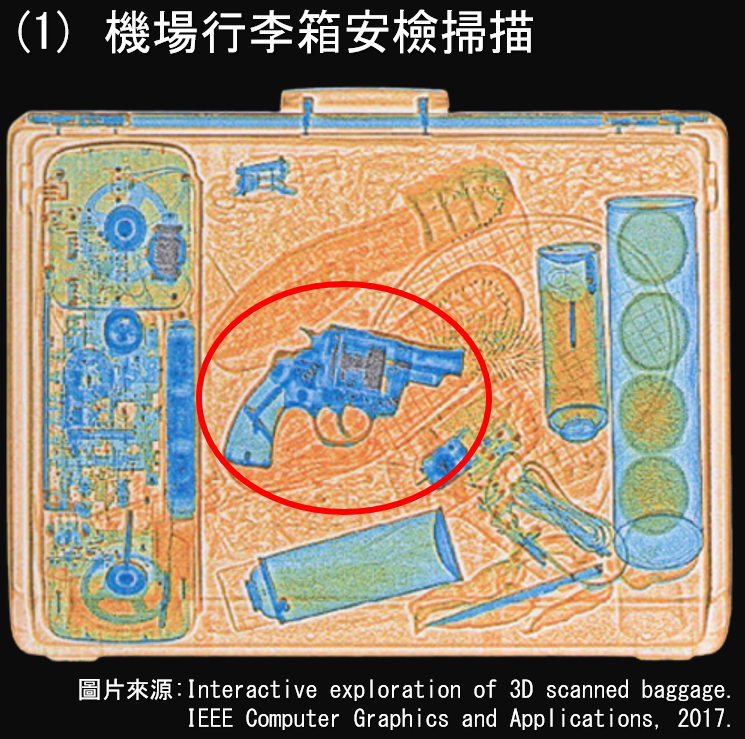 (1) 機場行李箱安檢掃描
圖片來源:Interactive exploration of 3D scanned baggage.
IEEE Computer Graphics and Applications, 2017.